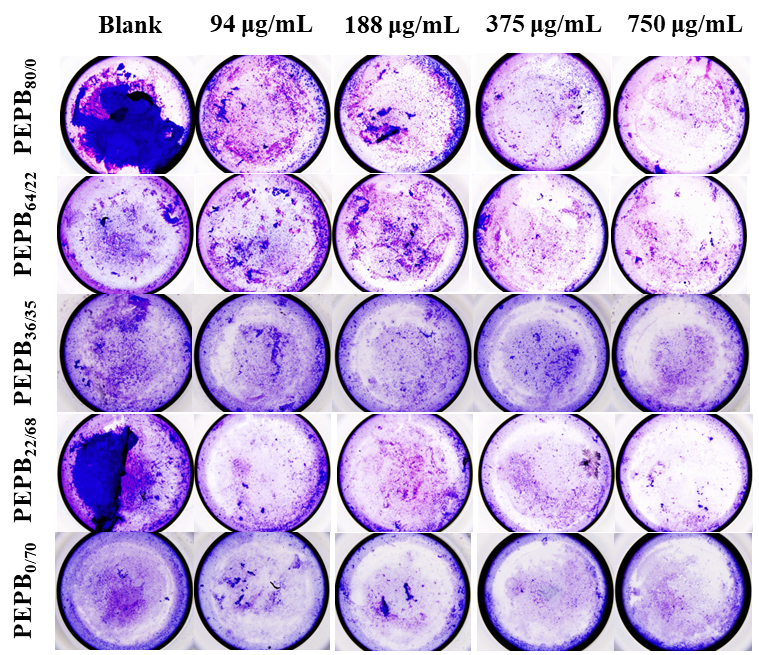 Blank 94 μg/mL 188 μg/mL 375 μg/mL 750 μg/mL
PEPB80/0
PEPB64/22
PEPB36/35
PEPB22/68
PEPB0/70